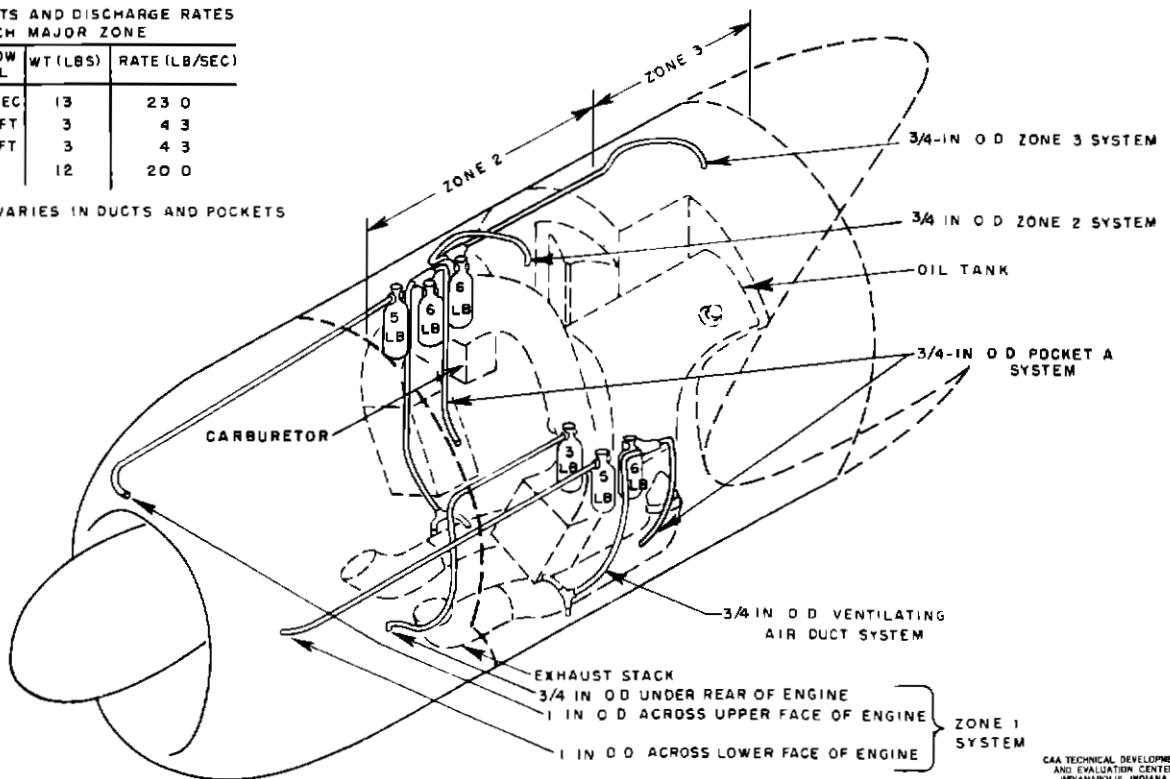 TS AND DISCHARGE RATES
CH MAJOR ZONE
OW WT (LBS) RATE (LB/SEC)
L
EC 13 23 0
FT 3 4 3
FT 3 4 3
12 20 0
VARIES IN DUCTS AND POCKETS
ZONE 3
ZONE 2
3/4-IN O D ZONE 3 SYSTEM
3/4 IN O D ZONE 2 SYSTEM
OIL TANK
5 LB
6 LB
6 LB
3/4-IN O D POCKET A
SYSTEM
CARBURETOR
3 LB
5 LB
6 LB
3/4 IN O D VENTILATING
AIR DUCT SYSTEM
EXHAUST STACK
3/4 IN O D UNDER REAR OF ENGINE
1 IN O D ACROSS UPPER FACE OF ENGINE
1 IN O D ACROSS LOWER FACE OF ENGINE
ZONE 1
SYSTEM
CAA TECHNICAL DEVELOPME
AND EVALUATION CENTER
INDIANAPOLIS, INDIANA